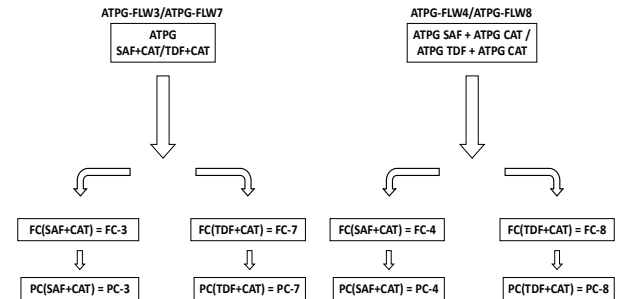 ATPG-FLW3/ATPG-FLW7
ATPG
SAF+CAT/TDF+CAT
FC(SAF+CAT) = FC-3
FC(TDF+CAT) = FC-7
PC(SAF+CAT) = PC-3
PC(TDF+CAT) = PC-7
ATPG-FLW4/ATPG-FLW8
ATPG SAF + ATPG CAT /
ATPG TDF + ATPG CAT
FC(SAF+CAT) = FC-4
FC(TDF+CAT) = FC-8
PC(SAF+CAT) = PC-4
PC(TDF+CAT) = PC-8